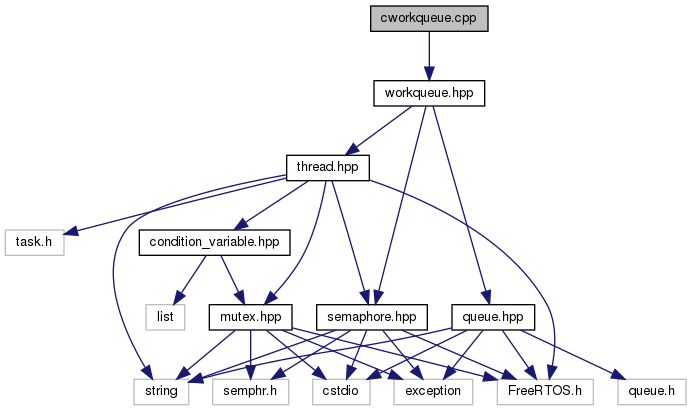 cworkqueue.cpp
workqueue.hpp
thread.hpp
task.h
condition_variable.hpp
list
mutex.hpp
semaphore.hpp
queue.hpp
string
semphr.h
cstdio
exception
FreeRTOS.h
queue.h